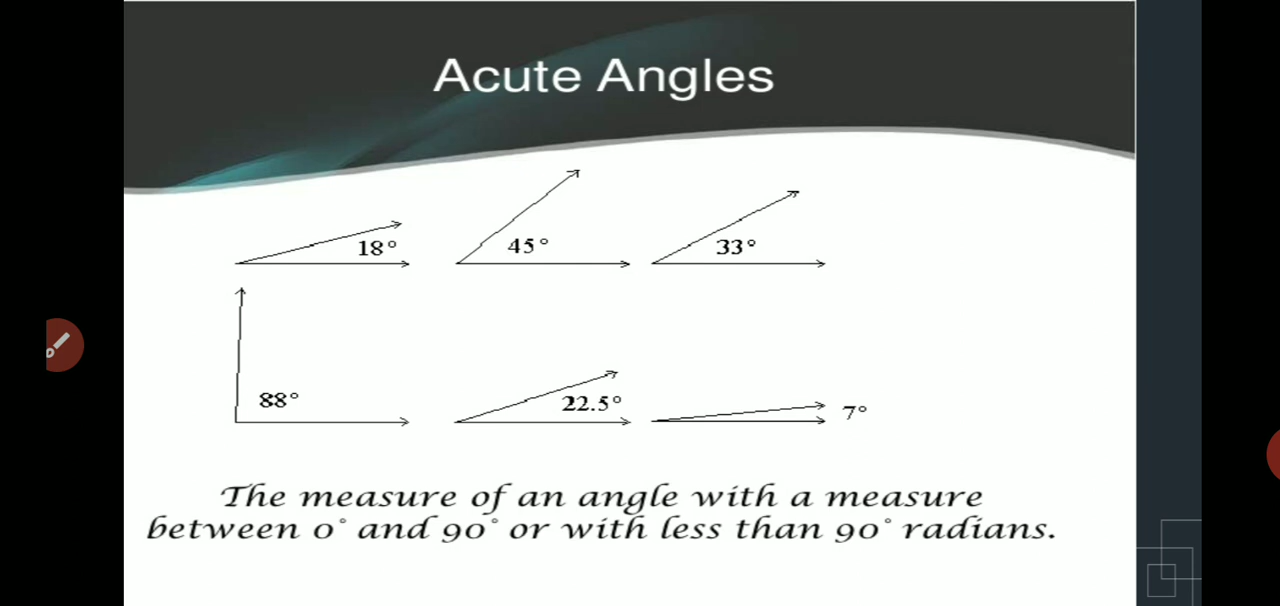 Acute Angles
18°
45°
33°
88°
22.5°
7°
The measure of an angle with a measure
between 0° and 90° or with less than 90° radians.